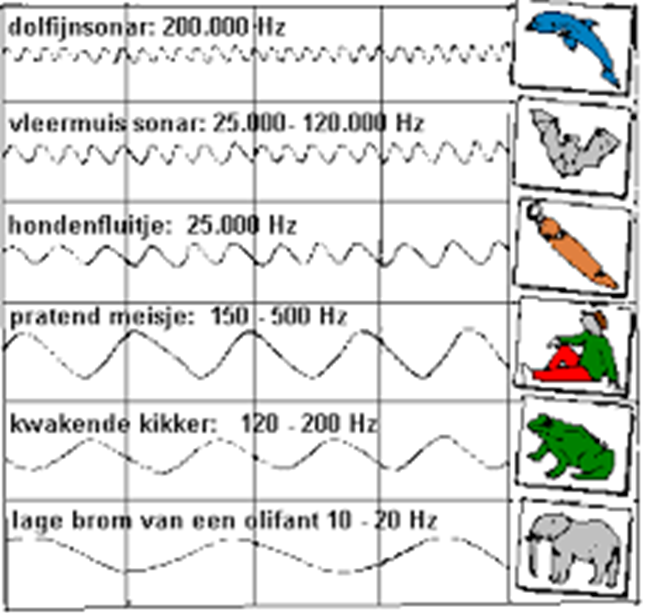 dolfijnsonar: 200.000 Hz
vleermuis sonar: 25.000- 120.000 Hz
hondenfluitje: 25.000 Hz
pratend meisje: 150 - 500 Hz
kwakende kikker: 120 - 200 Hz
lage brom van een olifant 10 - 20 Hz